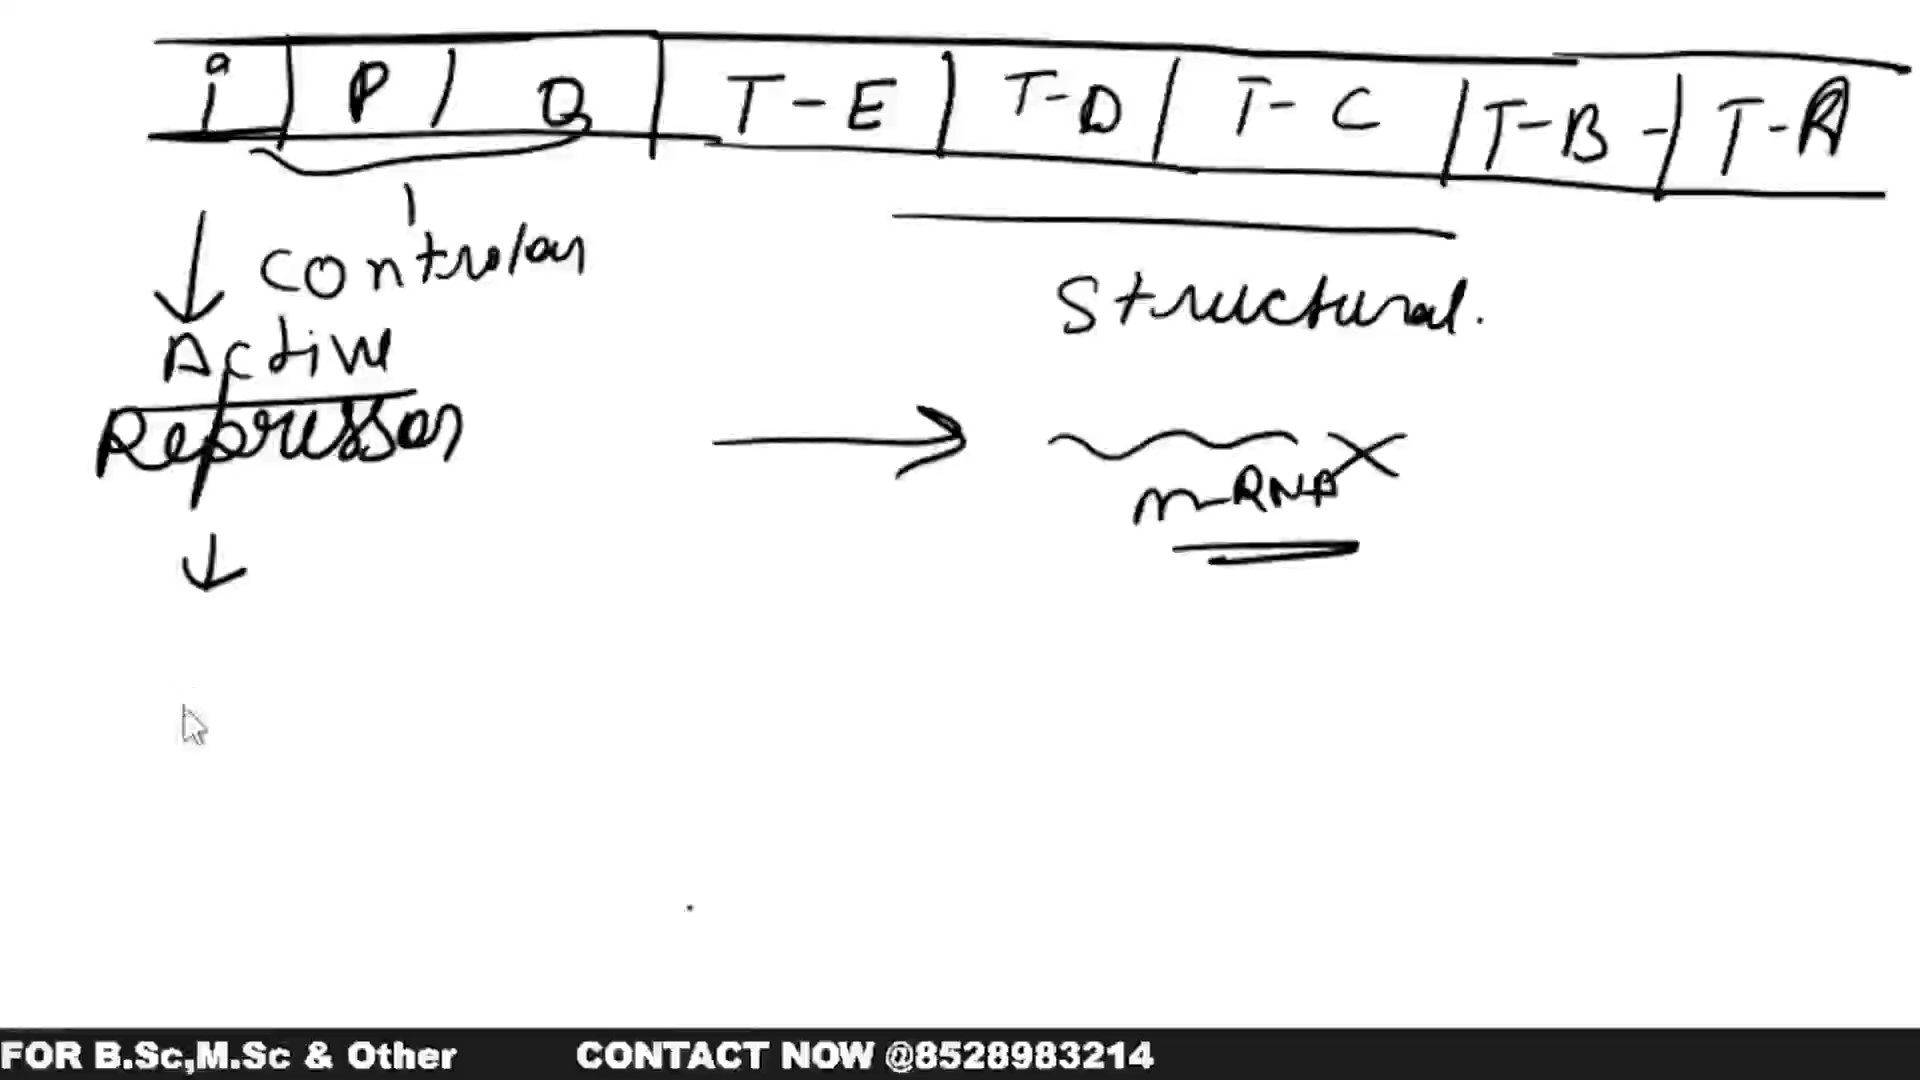 i | P | O | T-E | T-D | T-C | T-B - | T-A
Controlar
Structural.
Active
Repressor
m-RNA
FOR B.Sc,M.Sc & Other CONTACT NOW @8528983214